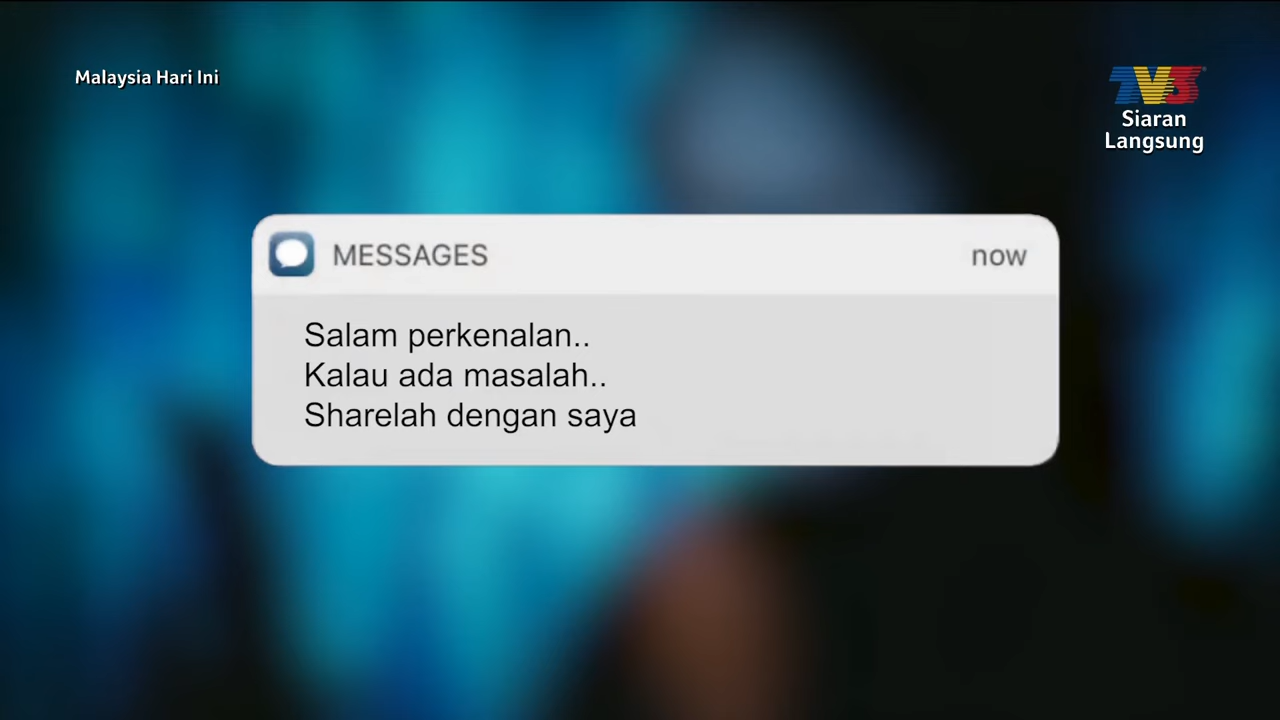 Malaysia Hari Ini
TV3
Siaran
Langsung
MESSAGES
now
Salam perkenalan..
Kalau ada masalah..
Sharelah dengan saya